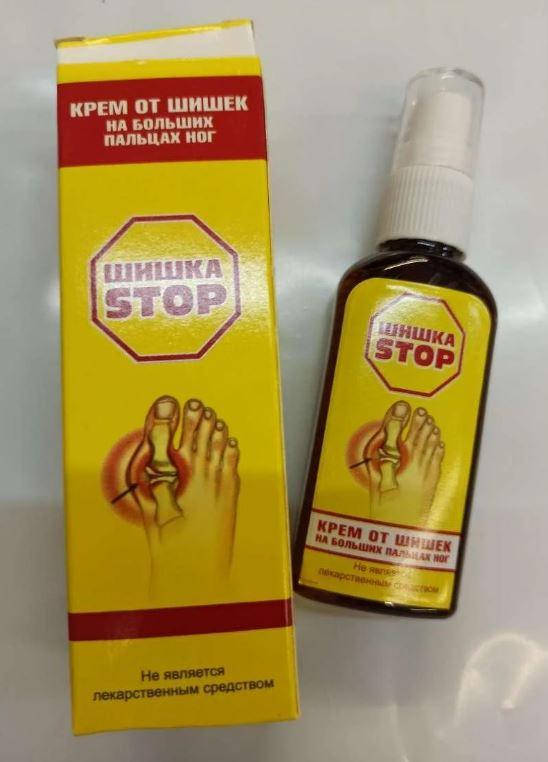 КРЕМ ОТ ШИШЕК
НА БОЛЬШИХ
ПАЛЬЦАХ НОГ
ШИШКА
STOP
Не является
лекарственным средством
ШИШКА
STOP
КРЕМ ОТ ШИШЕК
НА БОЛЬШИХ ПАЛЬЦАХ НОГ
Не является
лекарственным средством